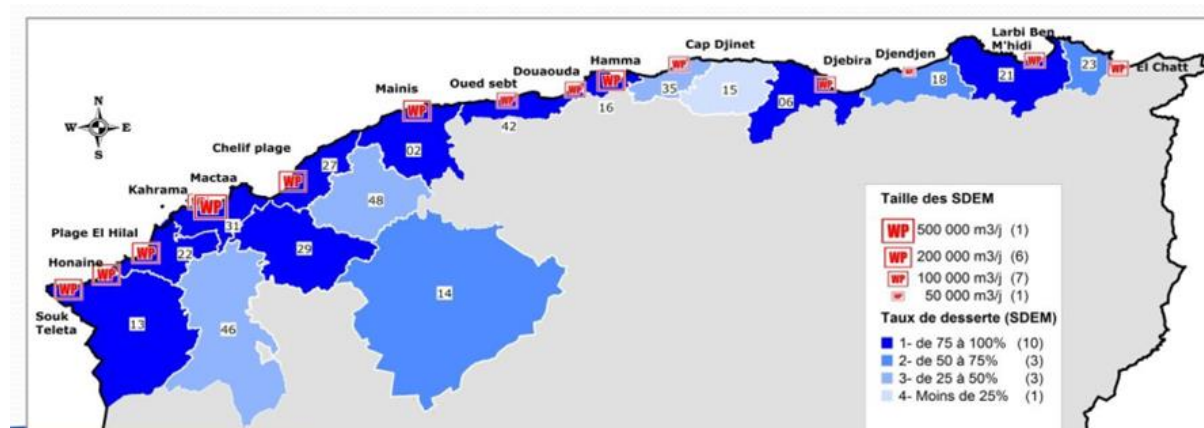 Larbi Ben
M'hidi
Cap Djinet
Djendjen
Hamma
Djebira
El Chatt
Douaouda
Oued sebt
Mainis
23
21
18
35
15
06
16
42
N
W E
S
Chelif plage
02
27
Mactaa
Kahrama
48
31
Plage El Hilal
22
29
Honaine
14
Souk
Teleta
13
46
Taille des SDEM
WP 500 000 m3/j (1)
WP 200 000 m3/j (6)
WP 100 000 m3/j (7)
50 000 m3/j (1)
Taux de desserte (SDEM)
1- de 75 à 100% (10)
2- de 50 à 75% (3)
3- de 25 à 50% (3)
4- Moins de 25% (1)